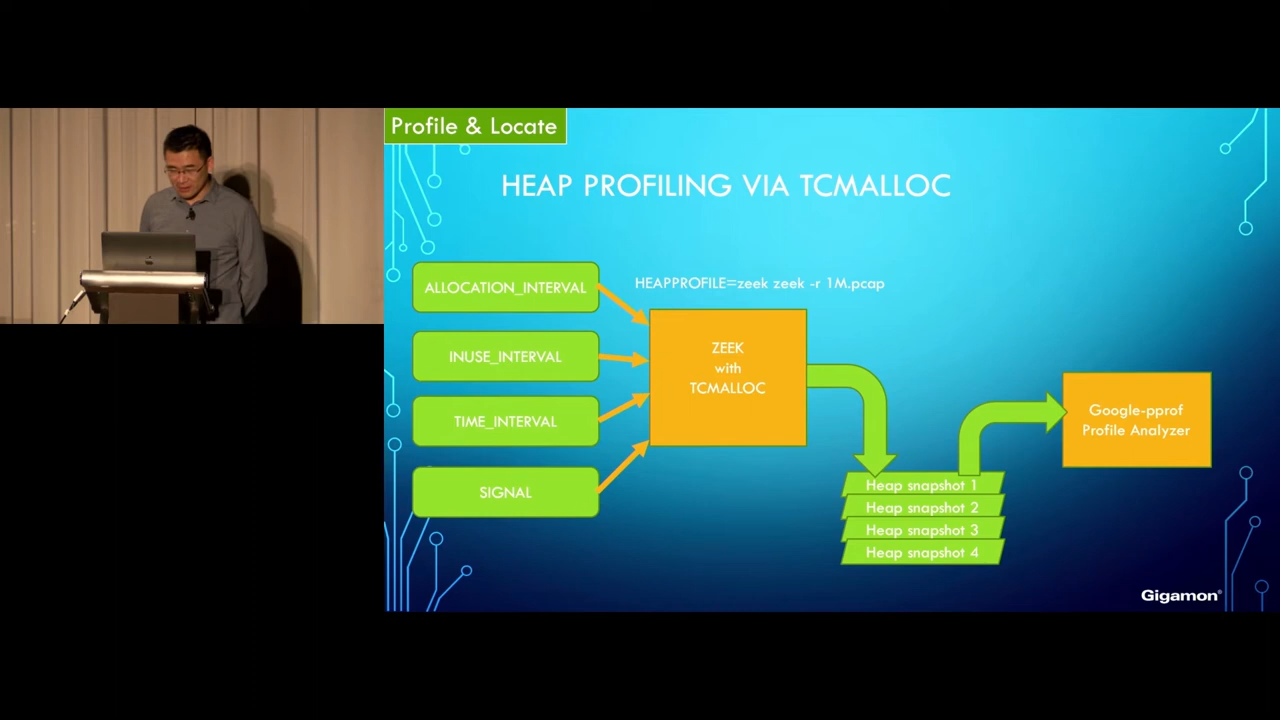 Profile & Locate
HEAP PROFILING VIA TCMALLOC
HEAPPROFILE=zeek zeek -r 1M.pcap
ALLOCATION_INTERVAL
INUSE_INTERVAL
TIME_INTERVAL
SIGNAL
ZEEK
with
TCMALLOC
Google-pprof
Profile Analyzer
Heap snapshot 1
Heap snapshot 2
Heap snapshot 3
Heap snapshot 4
Gigamon®